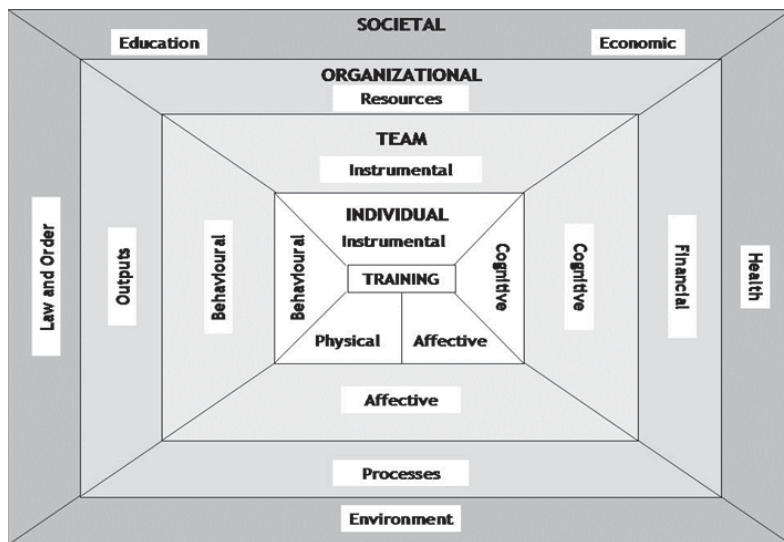 SOCIETAL
Education
Economic
ORGANIZATIONAL
Resources
TEAM
Instrumental
INDIVIDUAL
Instrumental
Law and Order
Outputs
Behavioural
Behavioural
TRAINING
Cognitive
Cognitive
Financial
Health
Physical
Affective
Affective
Processes
Environment